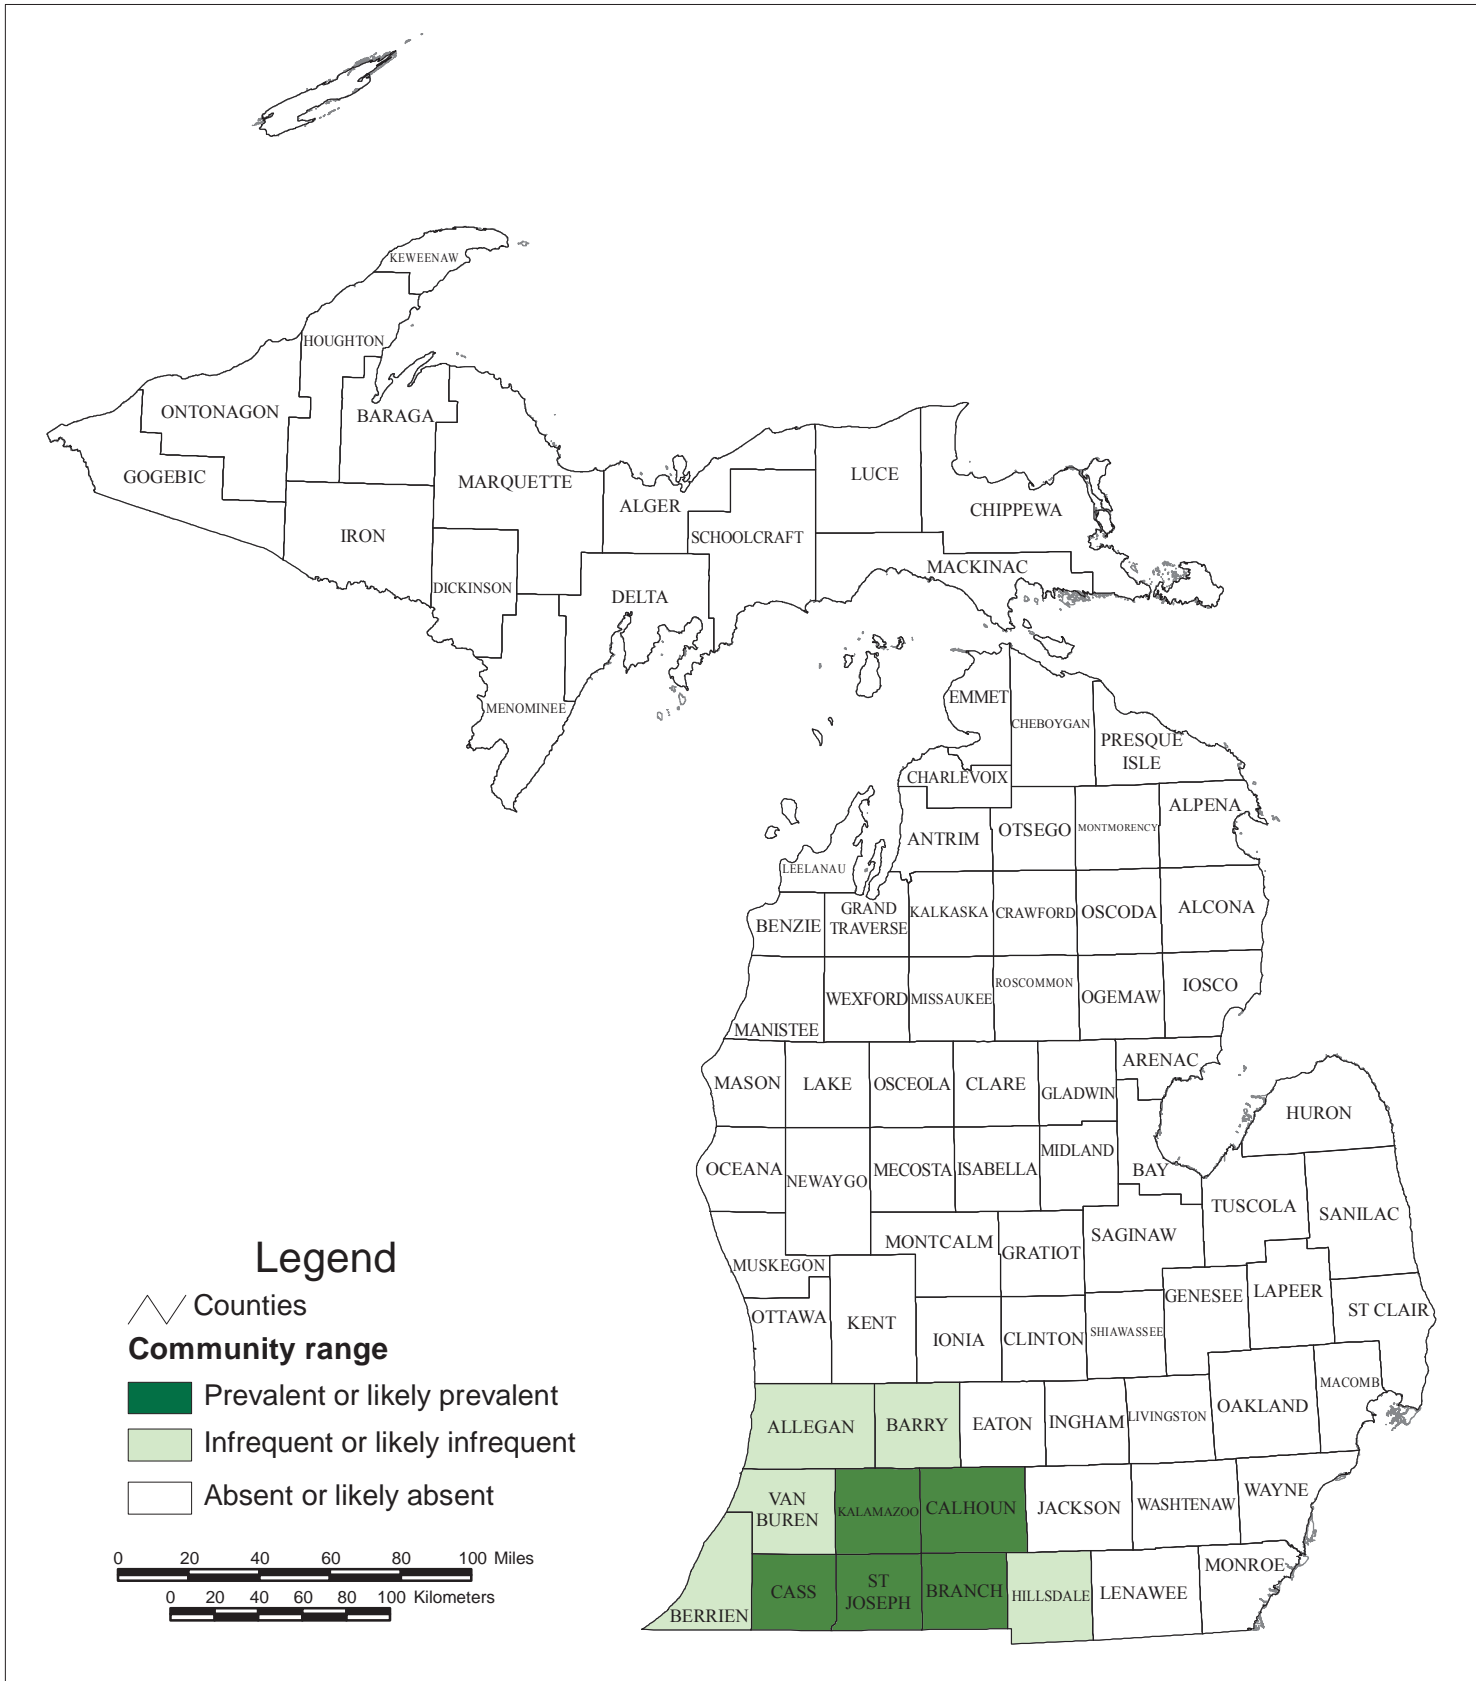 KEWEENAW
HOUGHTON
ONTONAGON
BARAGA
GOGEBIC
MARQUETTE
LUCE
ALGER
CHIPPEWA
IRON
SCHOOLCRAFT
MACKINAC
DICKINSON
DELTA
MENOMINEE
EMMET
CHEBOYGAN
PRESQUE
ISLE
CHARLEVOIX
ALPENA
ANTRIM
OTSEGO
MONTMORENCY
LEELANAU
BENZIE
GRAND
TRAVERSE
KALKASKA
CRAWFORD
OSCODA
ALCONA
MANISTEE
WEXFORD
MISSAUKEE
ROSCOMMON
OGEMAW
IOSCO
ARENAC
MASON
LAKE
OSCEOLA
CLARE
GLADWIN
HURON
OCEANA
NEWAYGO
MECOSTA
ISABELLA
MIDLAND
BAY
TUSCOLA
SANILAC
MUSKEGON
MONTCALM
GRATIOT
SAGINAW
GENESEE
LAPEER
ST CLAIR
OTTAWA
KENT
IONIA
CLINTON
SHIAWASSEE
MACOMB
OAKLAND
ALLEGAN
BARRY
EATON
INGHAM
LIVINGSTON
VAN
BUREN
KALAMAZOO
CALHOUN
JACKSON
WASHTENAW
WAYNE
BERRIEN
CASS
ST
JOSEPH
BRANCH
HILLSDALE
LENAWEE
MONROE
Legend
Counties
Community range
Prevalent or likely prevalent
Infrequent or likely infrequent
Absent or likely absent
0 20 40 60 80 100 Miles
0 20 40 60 80 100 Kilometers